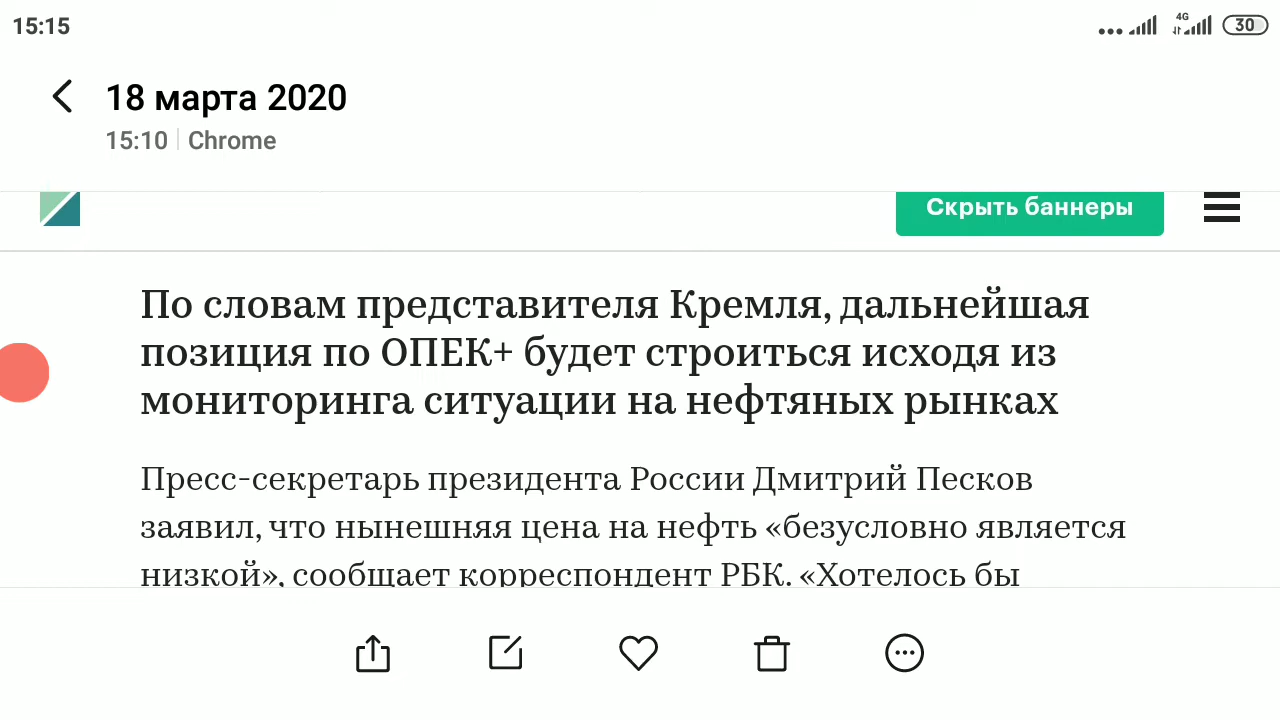 15:15
4G
30
18 марта 2020
15:10 | Chrome
Скрыть баннеры
По словам представителя Кремля, дальнейшая
позиция по ОПЕК+ будет строиться исходя из
мониторинга ситуации на нефтяных рынках
Пресс-секретарь президента России Дмитрий Песков
заявил, что нынешняя цена на нефть «безусловно является
низкой», сообщает корреспондент РБК. «Хотелось бы